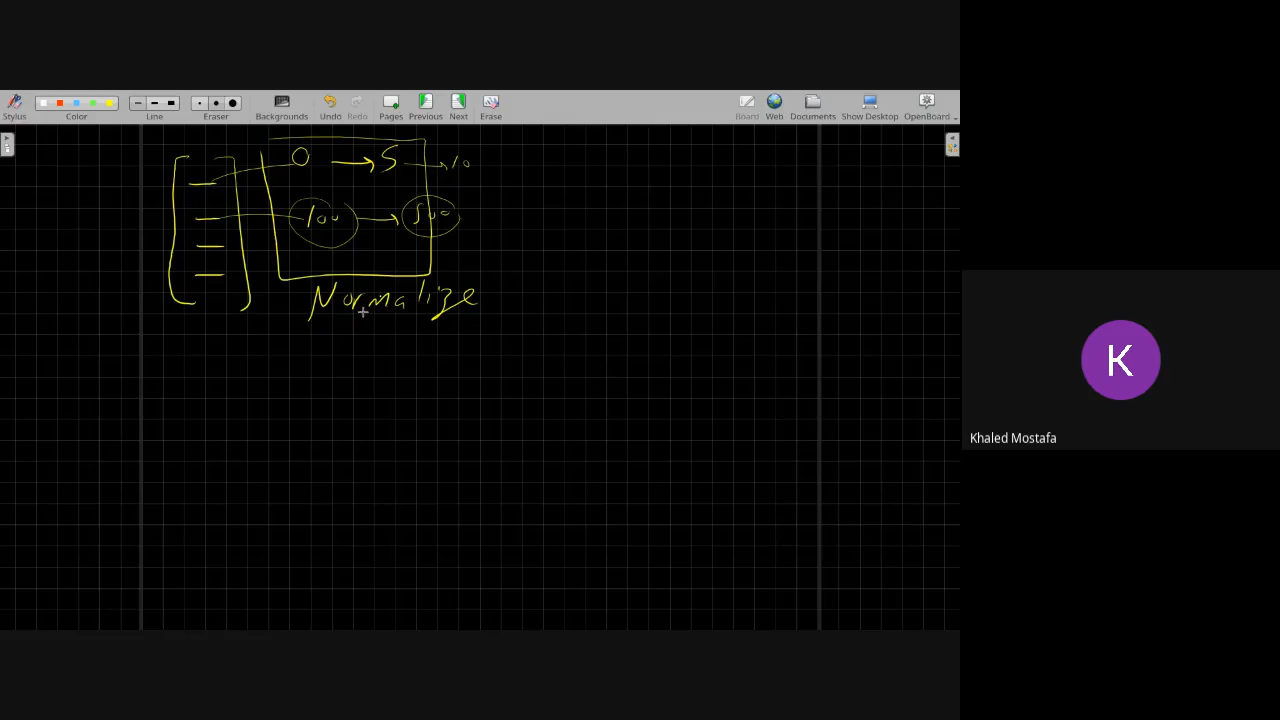 Stylus Color Line Eraser Backgrounds Undo Redo Pages Previous Next Erase Board Web Documents Show Desktop OpenBoard
0 → 5 → 10
100 → 500
Normalize
K
Khaled Mostafa